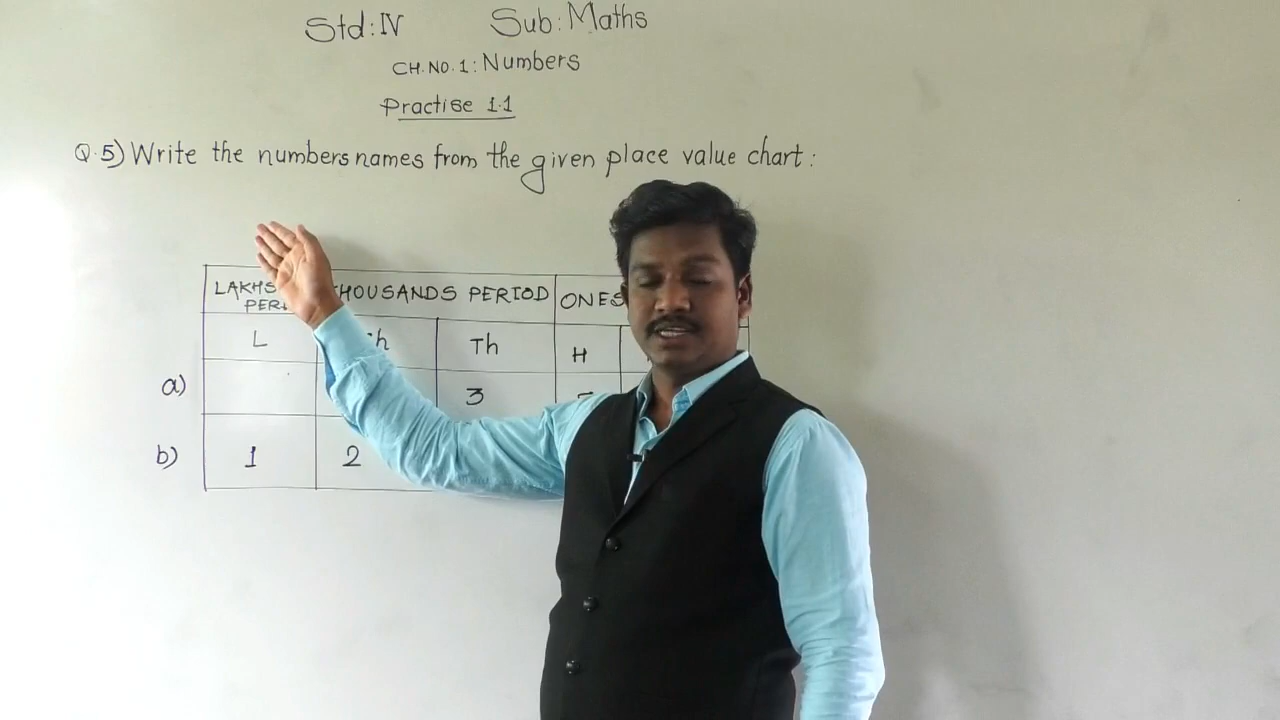 Std: IV Sub: Maths
CH. NO. 1: Numbers
Practise 1.1
Q.5) Write the numbers names from the given place value chart:
LAKHS THOUSANDS PERIOD ONES
L Th H
a) 3
b) 1 2